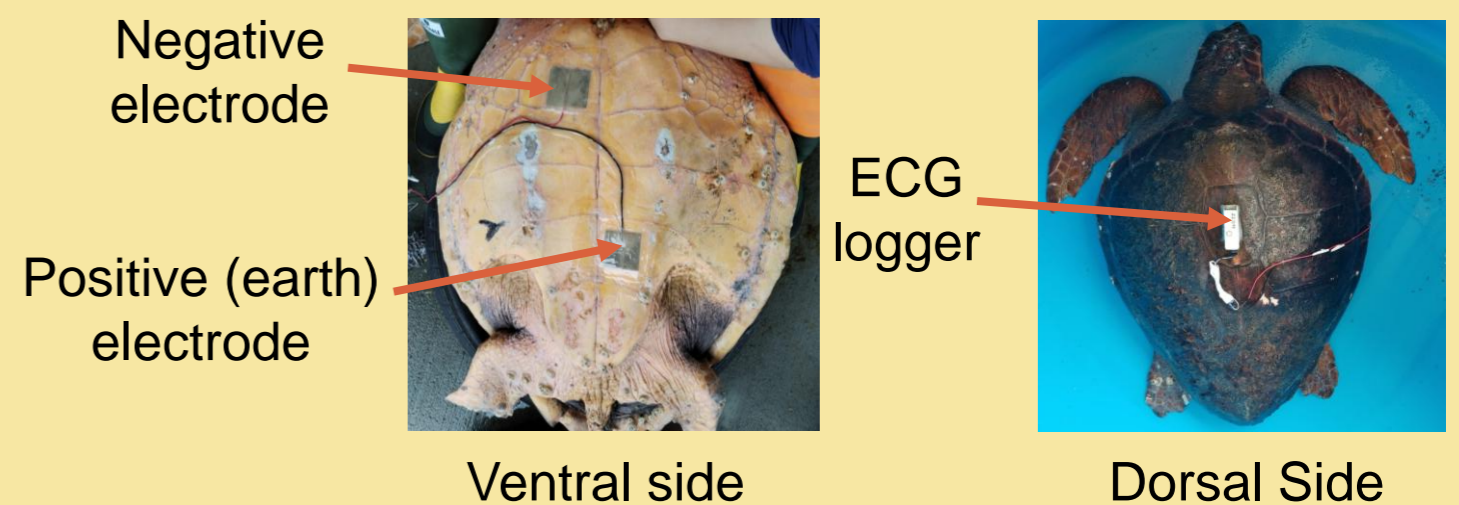 Negative
electrode
Positive (earth)
electrode
Ventral side
ECG
logger
Dorsal Side